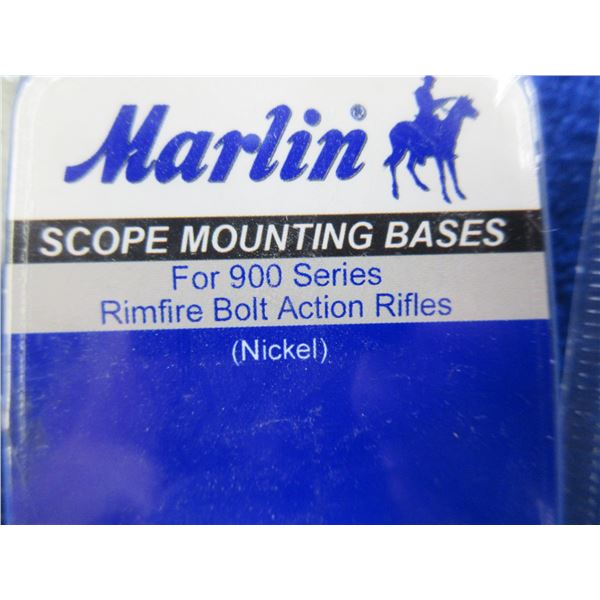 Marlin®
SCOPE MOUNTING BASES
For 900 Series
Rimfire Bolt Action Rifles
(Nickel)